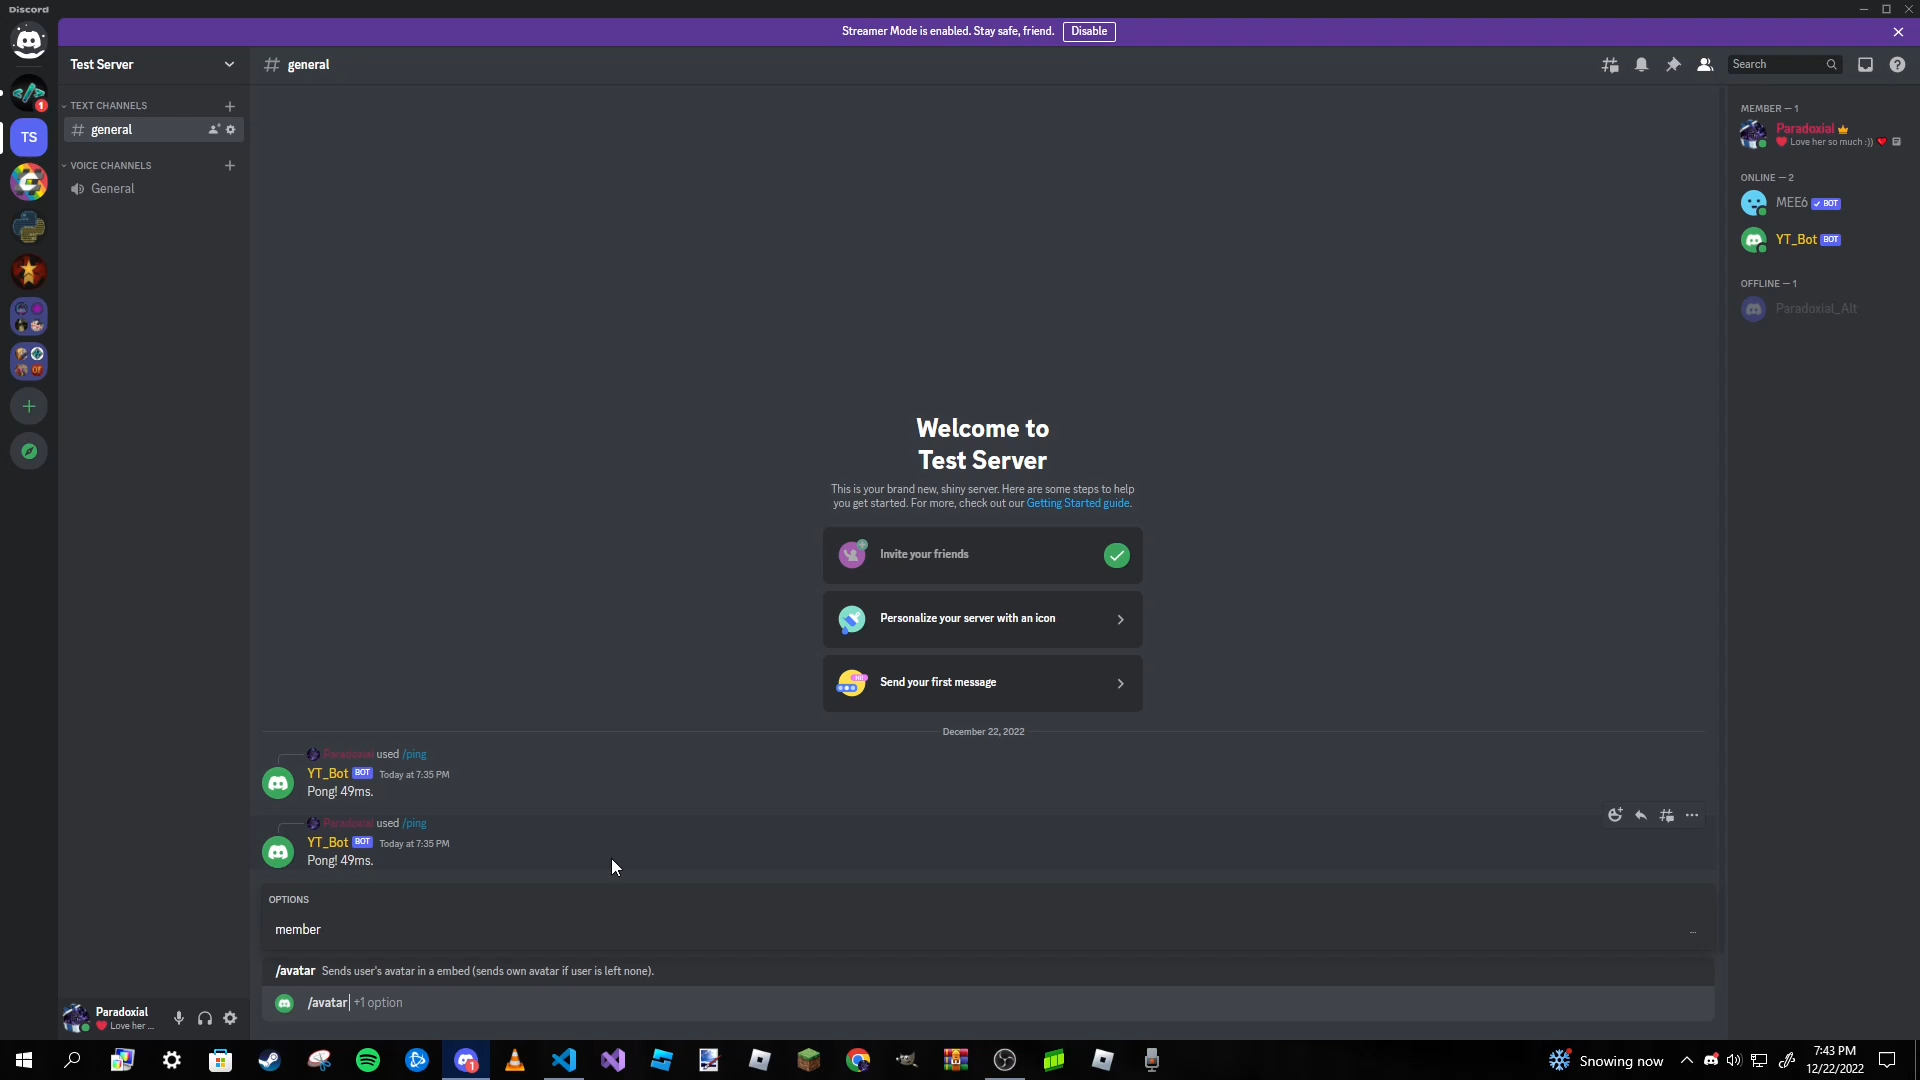 Discord
Streamer Mode is enabled. Stay safe, friend. Disable
Test Server
general
Search
1
TEXT CHANNELS
general
TS
VOICE CHANNELS
General
MEMBER — 1
Paradoxial
Love her so much :))
ONLINE — 2
MEE6 BOT
YT_Bot BOT
OFFLINE — 1
Paradoxial_Alt
Welcome to
Test Server
This is your brand new, shiny server. Here are some steps to help
you get started. For more, check out our Getting Started guide.
Invite your friends
Personalize your server with an icon
Send your first message
December 22, 2022
Paradoxial used /ping
YT_Bot BOT Today at 7:35 PM
Pong! 49ms.
Paradoxial used /ping
YT_Bot BOT Today at 7:35 PM
Pong! 49ms.
OPTIONS
member
...
/avatar Sends user's avatar in a embed (sends own avatar if user is left none).
/avatar +1 option
Paradoxial
Love her ...
1
Snowing now
7:43 PM
12/22/2022